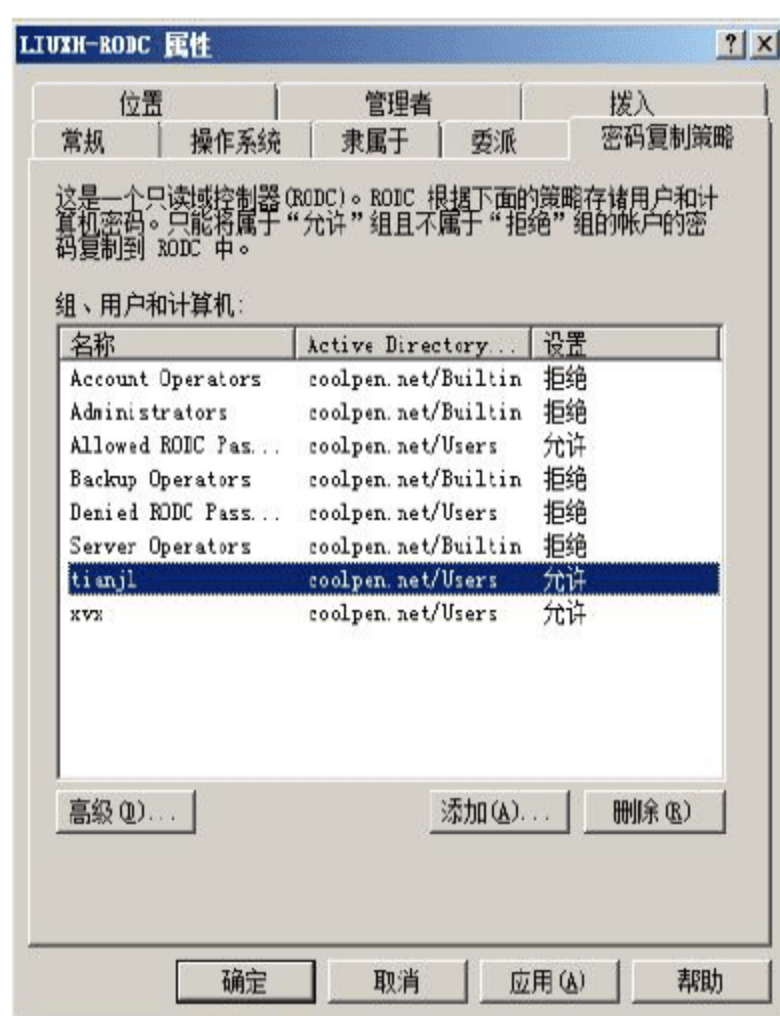 LIUXH-RODC 属性
位置 管理者 拨入
常规 操作系统 隶属于 委派 密码复制策略
这是一个只读域控制器(RODC)。RODC 根据下面的策略存储用户和计
算机密码。只能将属于“允许”组且不属于“拒绝”组的帐户的密
码复制到 RODC 中。
组、用户和计算机:
名称 Active Directory... 设置
Account Operators coolpen.net/Builtin 拒绝
Administrators coolpen.net/Builtin 拒绝
Allowed RODC Pas... coolpen.net/Users 允许
Backup Operators coolpen.net/Builtin 拒绝
Denied RODC Pass... coolpen.net/Users 拒绝
Server Operators coolpen.net/Builtin 拒绝
tianjl coolpen.net/Users 允许
xvx coolpen.net/Users 允许
高级(D)... 添加(A)... 删除(R)
确定 取消 应用(A) 帮助